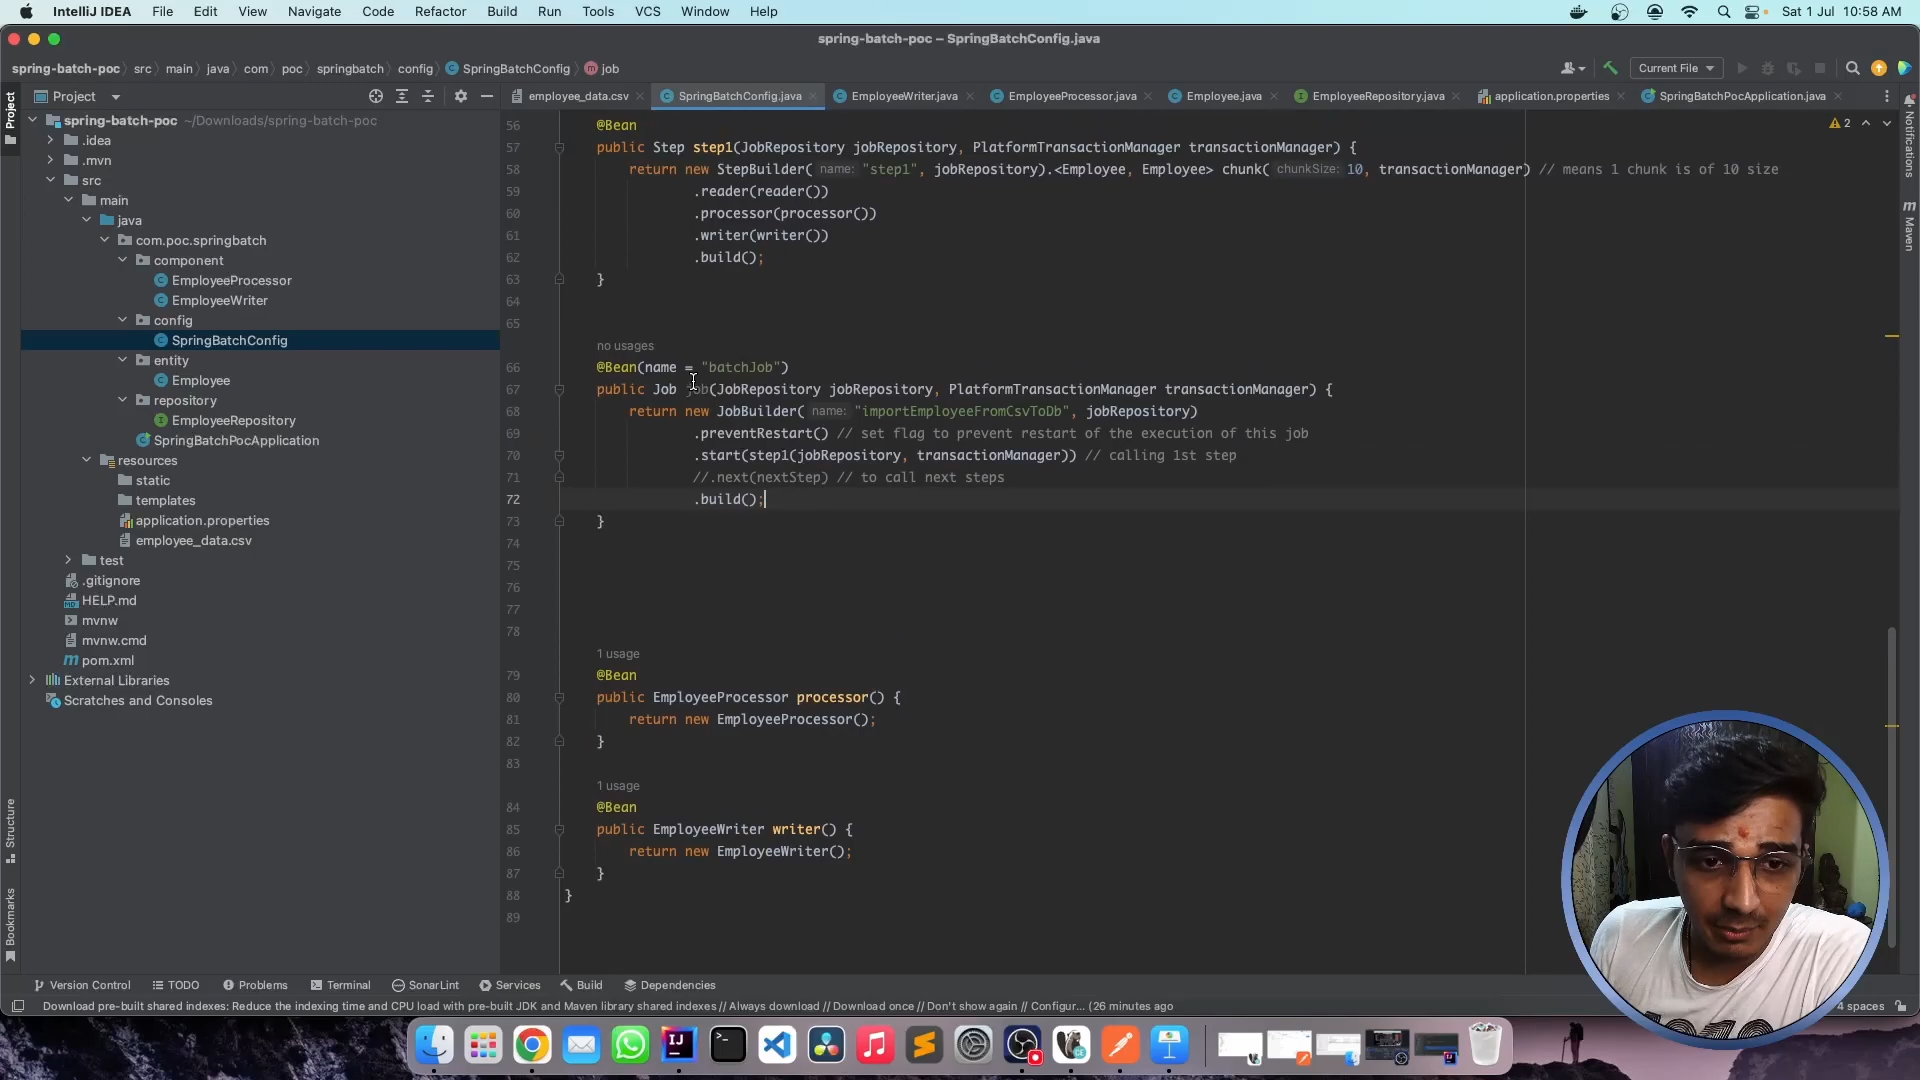 IntelliJ IDEA File Edit View Navigate Code Refactor Build Run Tools VCS Window Help Sat 1 Jul 10:58 AM
spring-batch-poc – SpringBatchConfig.java
spring-batch-poc src main java com poc springbatch config SpringBatchConfig job Current File
Project employee_data.csv SpringBatchConfig.java EmployeeWriter.java EmployeeProcessor.java Employee.java EmployeeRepository.java application.properties SpringBatchPocApplication.java
Project
Notifications
Maven
Structure
Bookmarks
spring-batch-poc ~/Downloads/spring-batch-poc
.idea
.mvn
src
main
java
com.poc.springbatch
component
EmployeeProcessor
EmployeeWriter
config
SpringBatchConfig
entity
Employee
repository
EmployeeRepository
SpringBatchPocApplication
resources
static
templates
application.properties
employee_data.csv
test
.gitignore
HELP.md
mvnw
mvnw.cmd
pom.xml
External Libraries
Scratches and Consoles
2
56 @Bean
57 public Step step1(JobRepository jobRepository, PlatformTransactionManager transactionManager) {
58 return new StepBuilder( name: "step1", jobRepository).<Employee, Employee> chunk( chunkSize: 10, transactionManager) // means 1 chunk is of 10 size
59 .reader(reader())
60 .processor(processor())
61 .writer(writer())
62 .build();
63 }
64
65
no usages
66 @Bean(name = "batchJob")
67 public Job job(JobRepository jobRepository, PlatformTransactionManager transactionManager) {
68 return new JobBuilder( name: "importEmployeeFromCsvToDb", jobRepository)
69 .preventRestart() // set flag to prevent restart of the execution of this job
70 .start(step1(jobRepository, transactionManager)) // calling 1st step
71 //.next(nextStep) // to call next steps
72 .build();
73 }
74
75
76
77
78
1 usage
79 @Bean
80 public EmployeeProcessor processor() {
81 return new EmployeeProcessor();
82 }
83
1 usage
84 @Bean
85 public EmployeeWriter writer() {
86 return new EmployeeWriter();
87 }
88 }
89
Version Control TODO Problems Terminal SonarLint Services Build Dependencies
Download pre-built shared indexes: Reduce the indexing time and CPU load with pre-built JDK and Maven library shared indexes // Always download // Download once // Don't show again // Configur... (26 minutes ago 4 spaces